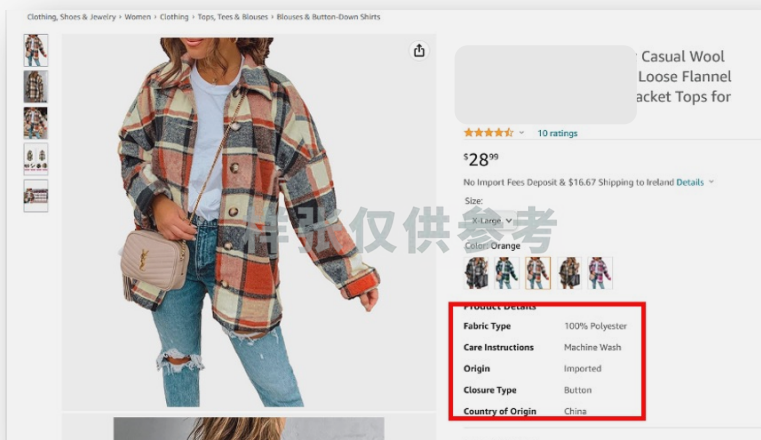 Clothing, Shoes & Jewelry › Women › Clothing › Tops, Tees & Blouses › Blouses & Button-Down Shirts
Casual Wool
Loose Flannel
acket Tops for
10 ratings
$28⁹⁹
No Import Fees Deposit & $16.67 Shipping to Ireland Details
Size:
X-Large
样张仅供参考
Color: Orange
Product Details
Fabric Type 100% Polyester
Care Instructions Machine Wash
Origin Imported
Closure Type Button
Country of Origin China